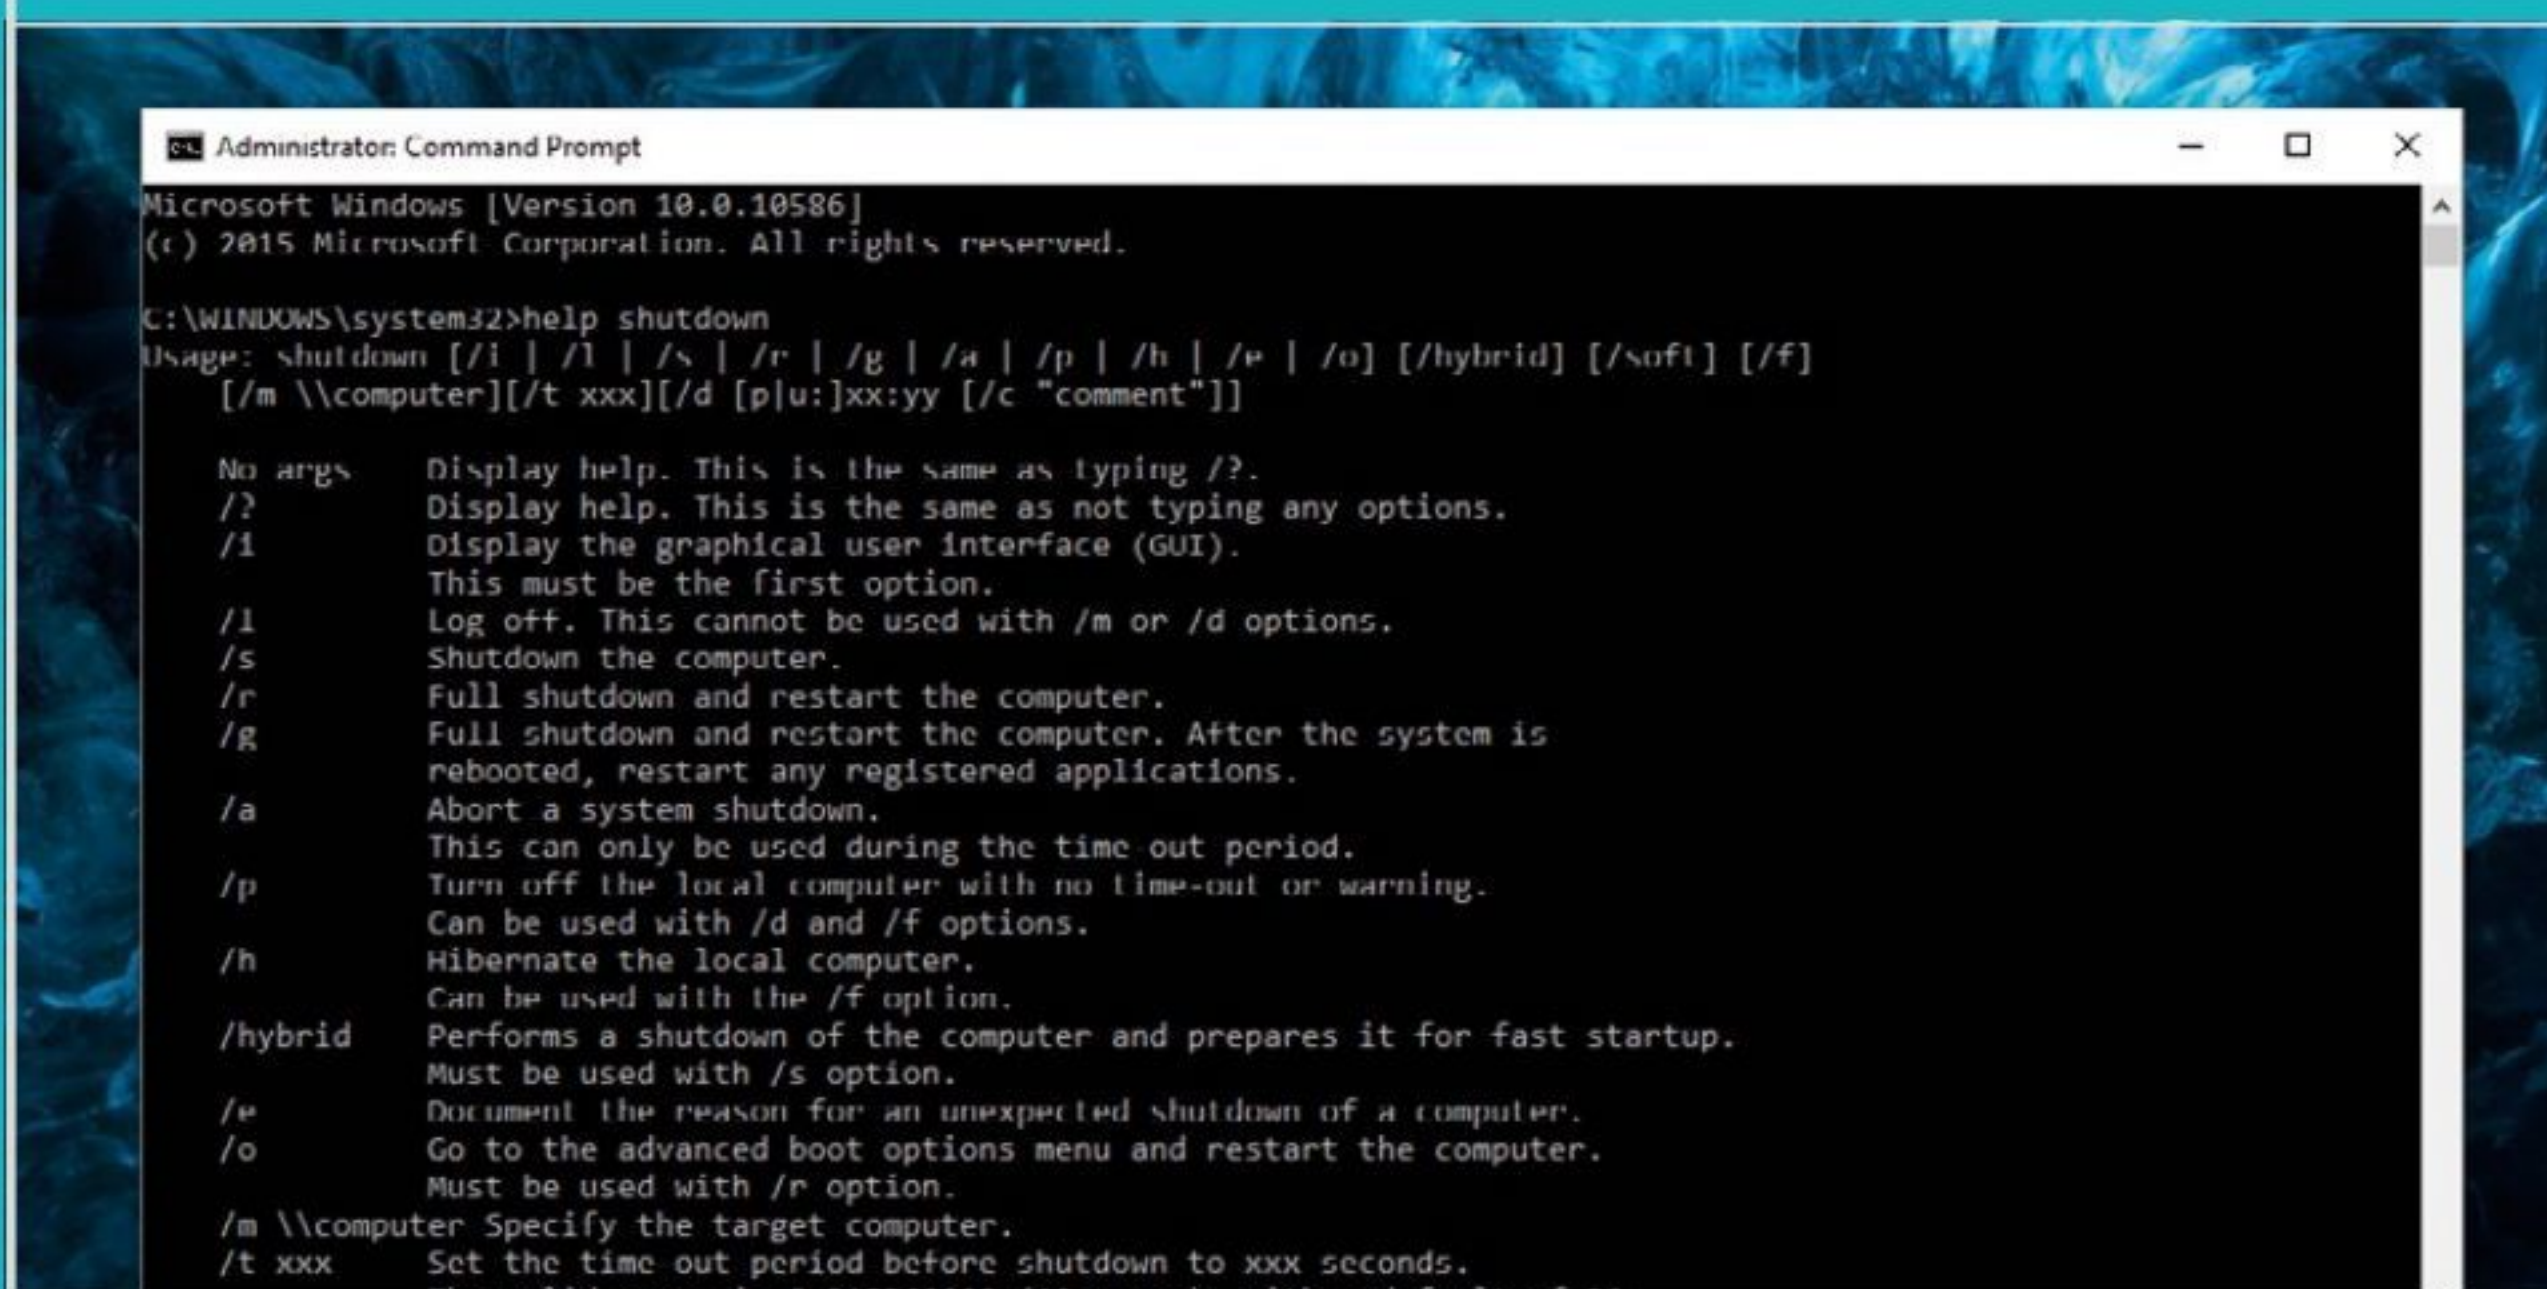 Administrator: Command Prompt
Microsoft Windows [Version 10.0.10586]
(c) 2015 Microsoft Corporation. All rights reserved.
C:\WINDOWS\system32>help shutdown
Usage: shutdown [/i | /l | /s | /r | /g | /a | /p | /h | /e | /o] [/hybrid] [/soft] [/f]
[/m \\computer][/t xxx][/d [p|u:]xx:yy [/c "comment"]]
No args Display help. This is the same as typing /?.
/? Display help. This is the same as not typing any options.
/i Display the graphical user interface (GUI).
This must be the first option.
/l Log off. This cannot be used with /m or /d options.
/s Shutdown the computer.
/r Full shutdown and restart the computer.
/g Full shutdown and restart the computer. After the system is
rebooted, restart any registered applications.
/a Abort a system shutdown.
This can only be used during the time-out period.
/p Turn off the local computer with no time-out or warning.
Can be used with /d and /f options.
/h Hibernate the local computer.
Can be used with the /f option.
/hybrid Performs a shutdown of the computer and prepares it for fast startup.
Must be used with /s option.
/e Document the reason for an unexpected shutdown of a computer.
/o Go to the advanced boot options menu and restart the computer.
Must be used with /r option.
/m \\computer Specify the target computer.
/t xxx Set the time-out period before shutdown to xxx seconds.